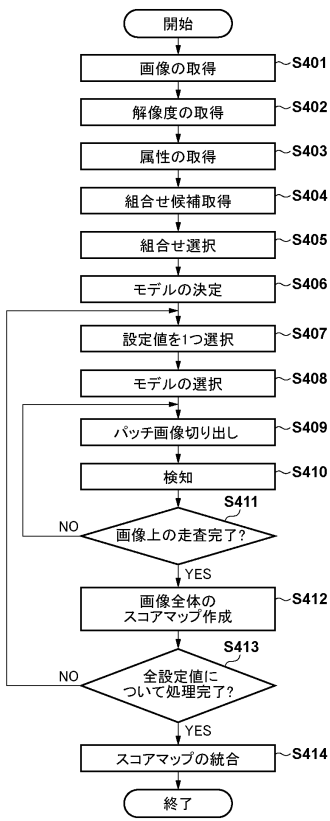 開始
画像の取得 S401
解像度の取得 S402
属性の取得 S403
組合せ候補取得 S404
組合せ選択 S405
モデルの決定 S406
設定値を1つ選択 S407
モデルの選択 S408
パッチ画像切り出し S409
検知 S410
S411
画像上の走査完了?
NO
YES
画像全体の
スコアマップ作成
S412
S413
全設定値に
ついて処理完了?
NO
YES
スコアマップの統合 S414
終了